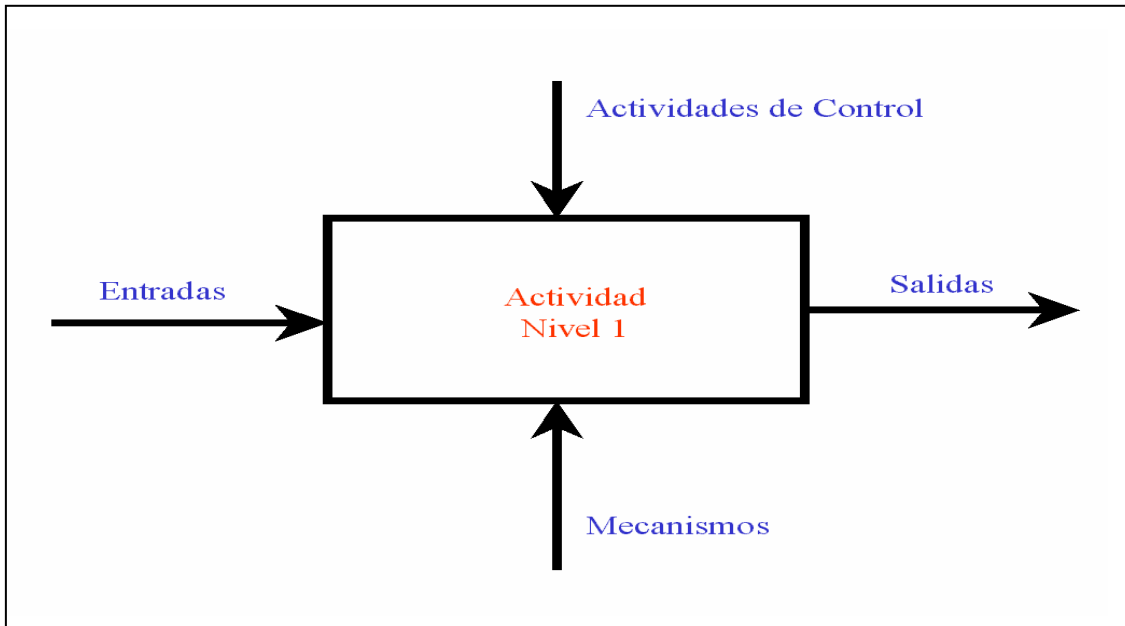 Actividades de Control
Entradas
Salidas
Actividad
Nivel 1
Mecanismos